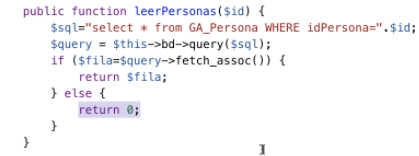 public function leerPersonas($id) {
$sql="select * from GA_Persona WHERE idPersona=".$id;
$query = $this->bd->query($sql);
if ($fila=$query->fetch_assoc()) {
return $fila;
} else {
return 0;
}
}